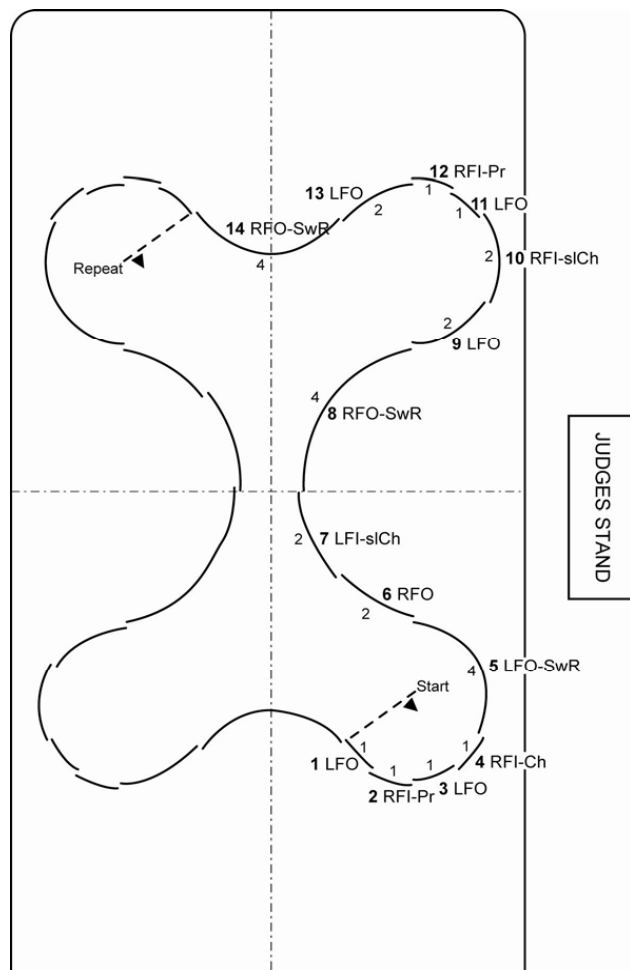 12 RFI-Pr
13 LFO
1
2
1
11 LFO
14 RFO-SwR
4
Repeat
2
10 RFI-slCh
2
9 LFO
4
8 RFO-SwR
JUDGES STAND
2
7 LFI-slCh
6 RFO
2
5 LFO-SwR
4
Start
1
1
4 RFI-Ch
1 LFO
1
1
3 LFO
2 RFI-Pr